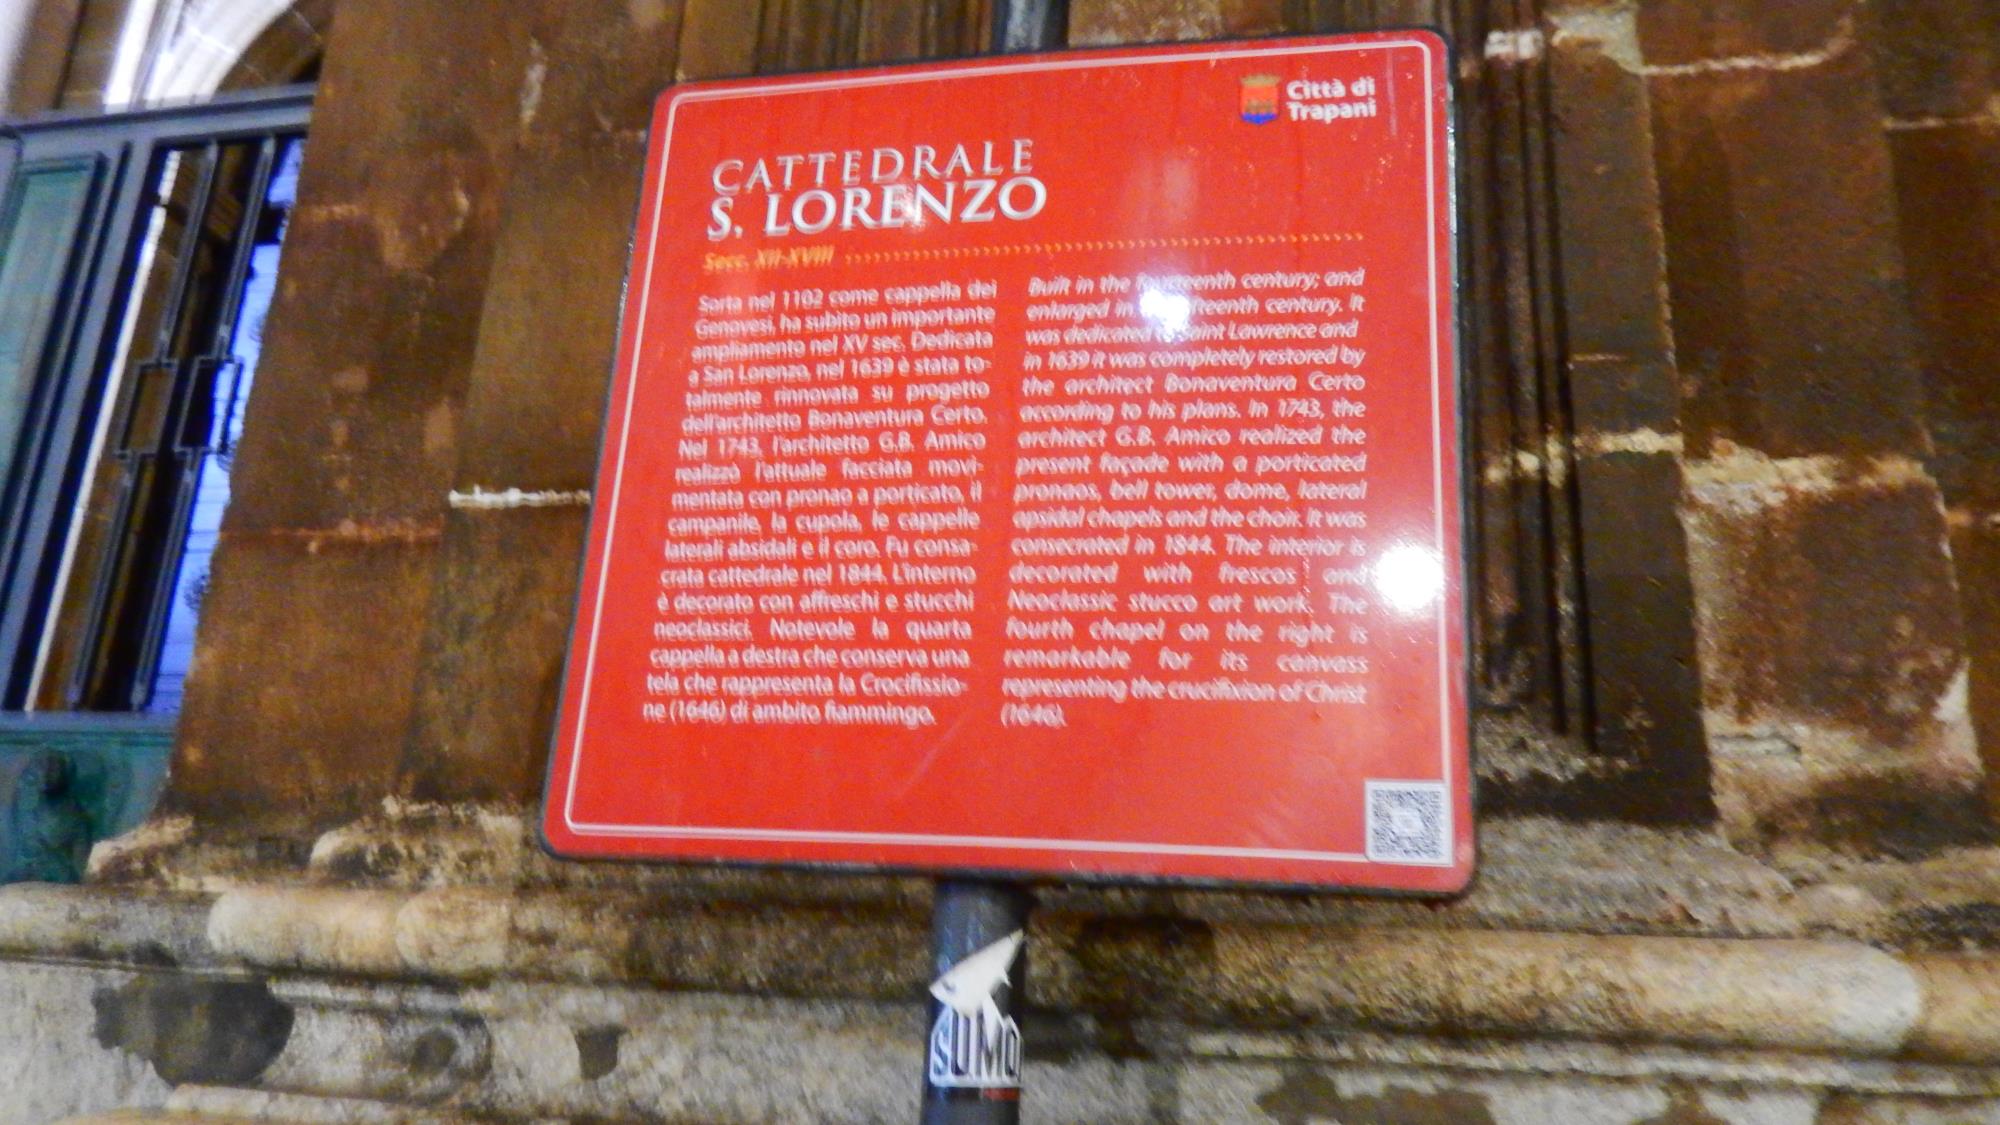 Città di
Trapani
CATTEDRALE
S. LORENZO
Secc. XII-XVIII
Sorta nel 1102 come cappella dei
Genovesi, ha subito un importante
ampliamento nel XV sec. Dedicata
a San Lorenzo, nel 1639 è stata to-
talmente rinnovata su progetto
dell'architetto Bonaventura Certo.
Nel 1743, l'architetto G.B. Amico
realizzò l'attuale facciata movi-
mentata con pronao a porticato, il
campanile, la cupola, le cappelle
laterali absidali e il coro. Fu consa-
crata cattedrale nel 1844. L'interno
è decorato con affreschi e stucchi
neoclassici. Notevole la quarta
cappella a destra che conserva una
tela che rappresenta la Crocifissio-
ne (1646) di ambito fiammingo.
Built in the fourteenth century; and
enlarged in century. It
was dedicated Saint Lawrence and
in 1639 it was completely restored by
the architect Bonaventura Certo
according to his plans. In 1743, the
architect G.B. Amico realized the
present façade with a porticated
pronaos, bell tower, dome, lateral
apsidal chapels and the choir. It was
consecrated in 1844. The interior is
decorated with frescos and
Neoclassic stucco art work. The
fourth chapel on the right is
remarkable for its canvass
representing the crucifixion of Christ
(1646).
SUMO